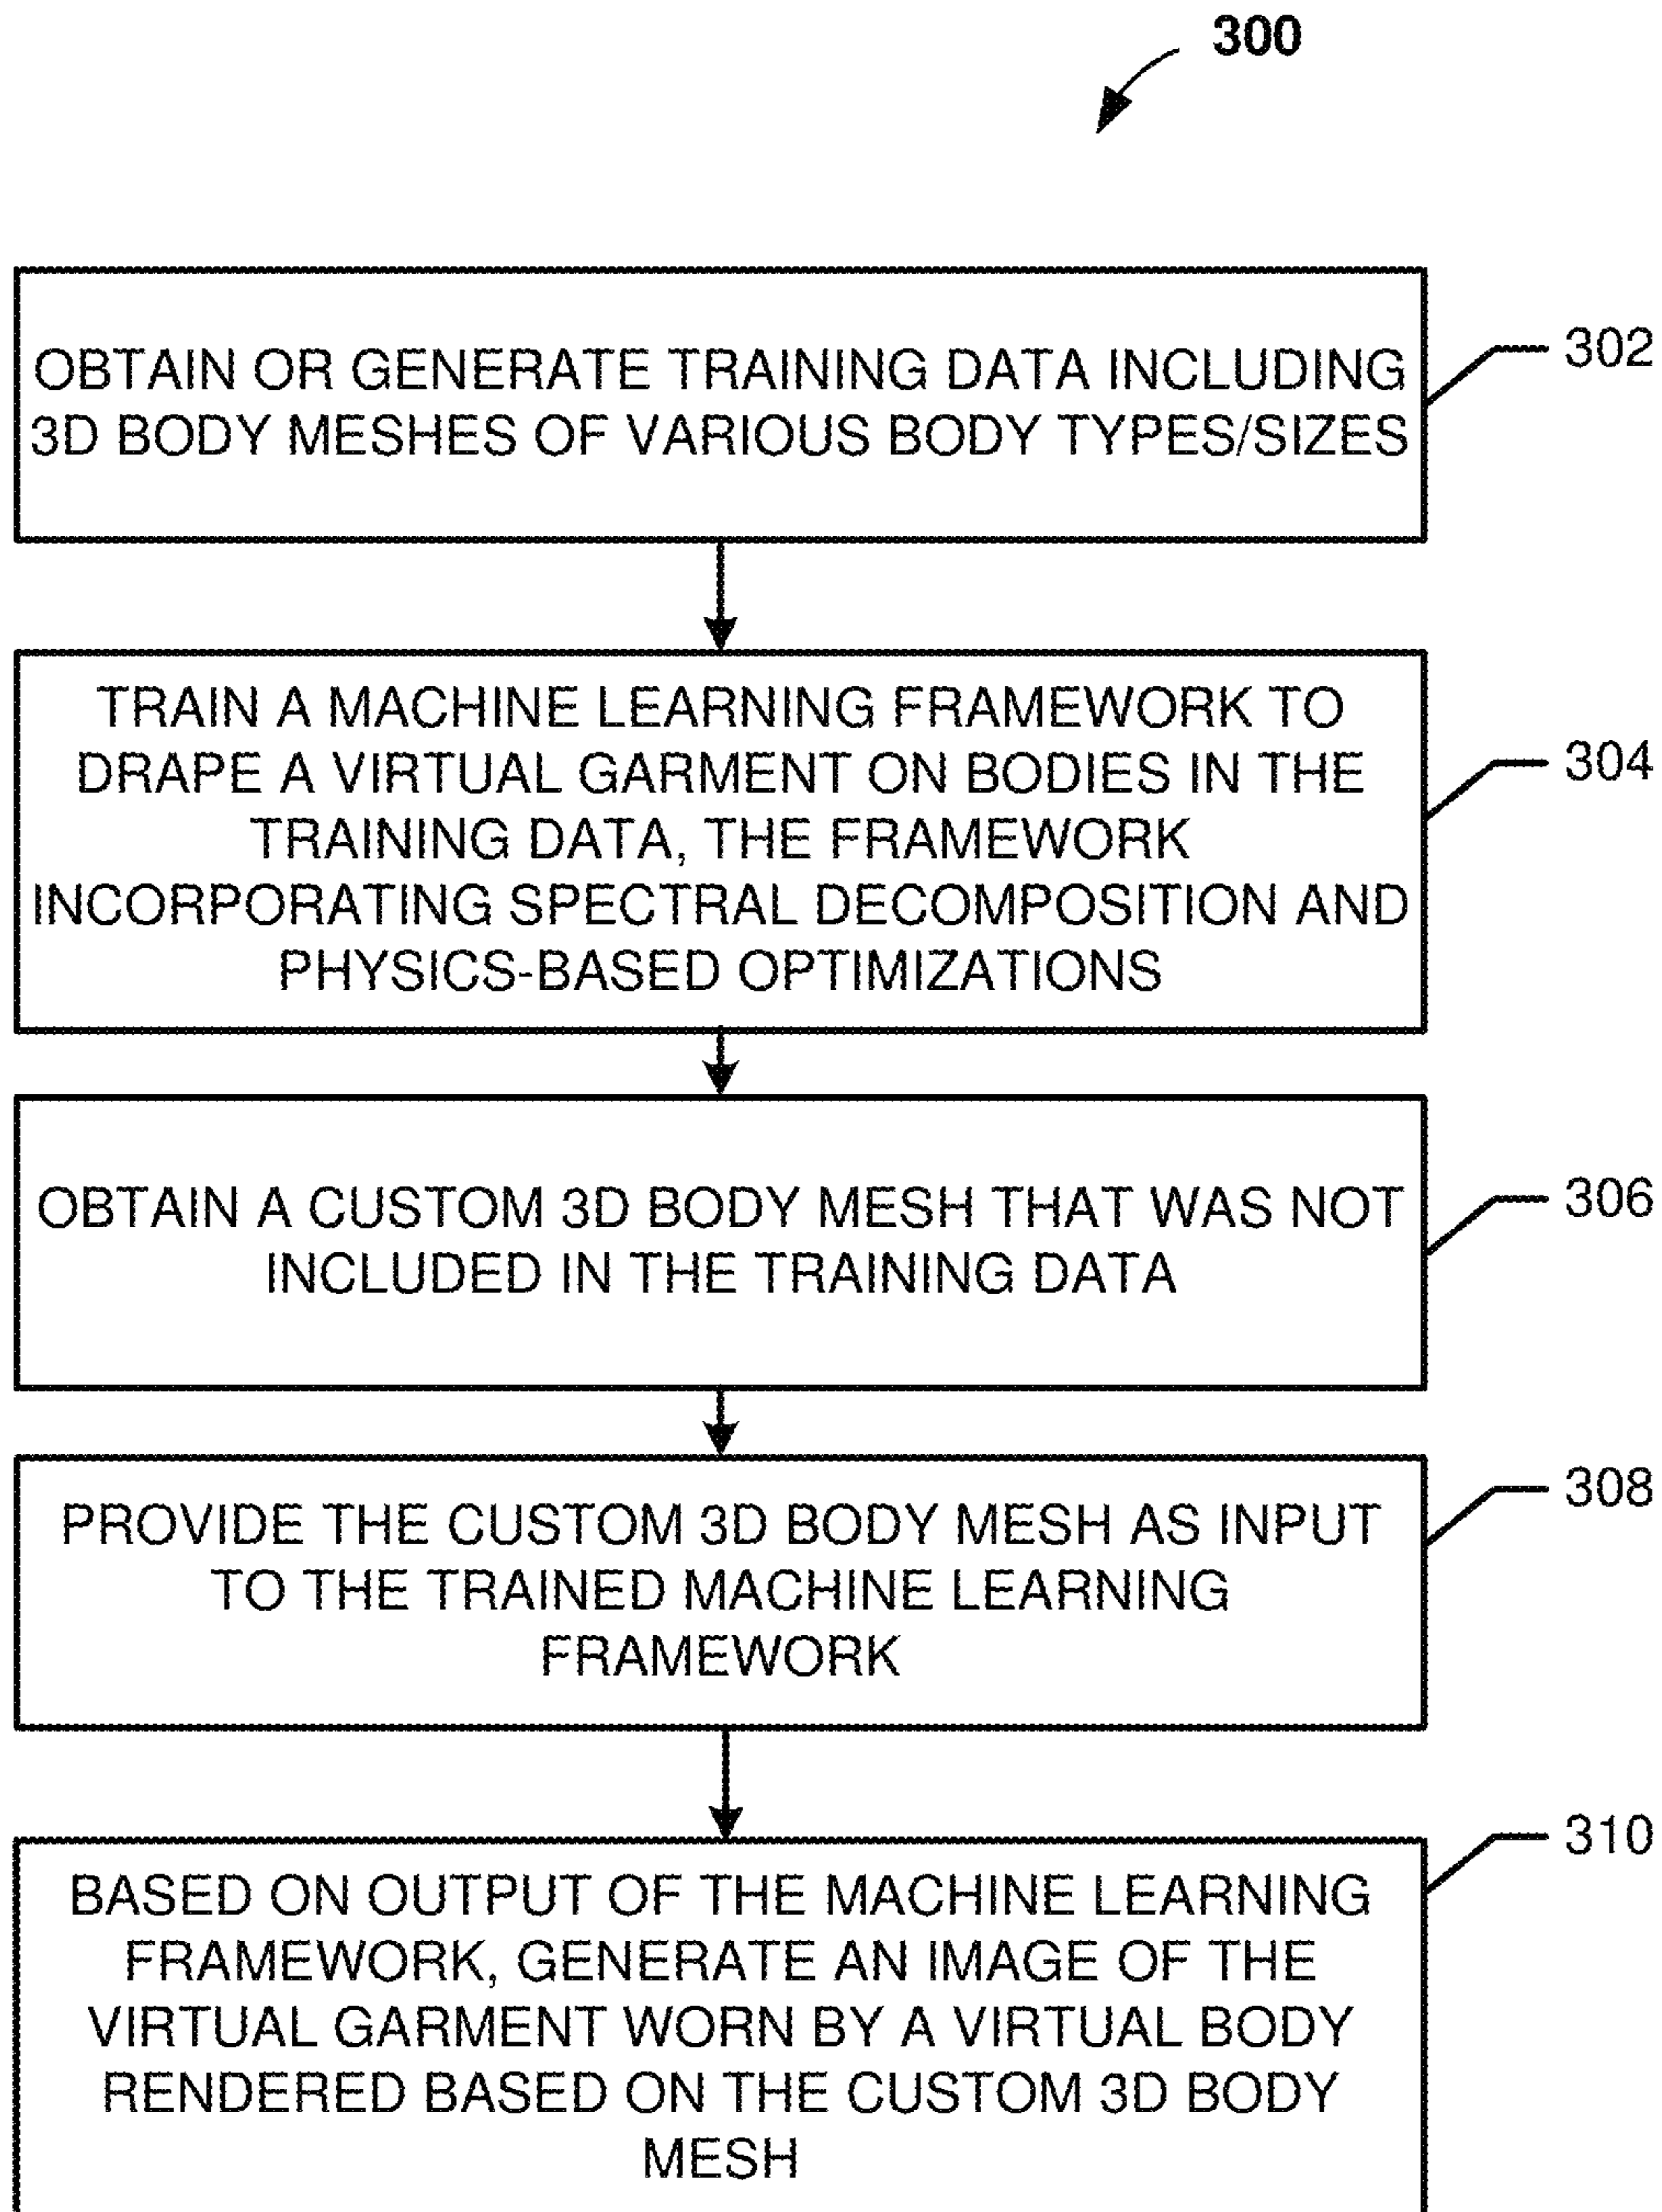 300
OBTAIN OR GENERATE TRAINING DATA INCLUDING
3D BODY MESHES OF VARIOUS BODY TYPES/SIZES
302
TRAIN A MACHINE LEARNING FRAMEWORK TO
DRAPE A VIRTUAL GARMENT ON BODIES IN THE
TRAINING DATA, THE FRAMEWORK
INCORPORATING SPECTRAL DECOMPOSITION AND
PHYSICS-BASED OPTIMIZATIONS
304
OBTAIN A CUSTOM 3D BODY MESH THAT WAS NOT
INCLUDED IN THE TRAINING DATA
306
PROVIDE THE CUSTOM 3D BODY MESH AS INPUT
TO THE TRAINED MACHINE LEARNING
FRAMEWORK
308
BASED ON OUTPUT OF THE MACHINE LEARNING
FRAMEWORK, GENERATE AN IMAGE OF THE
VIRTUAL GARMENT WORN BY A VIRTUAL BODY
RENDERED BASED ON THE CUSTOM 3D BODY
MESH
310